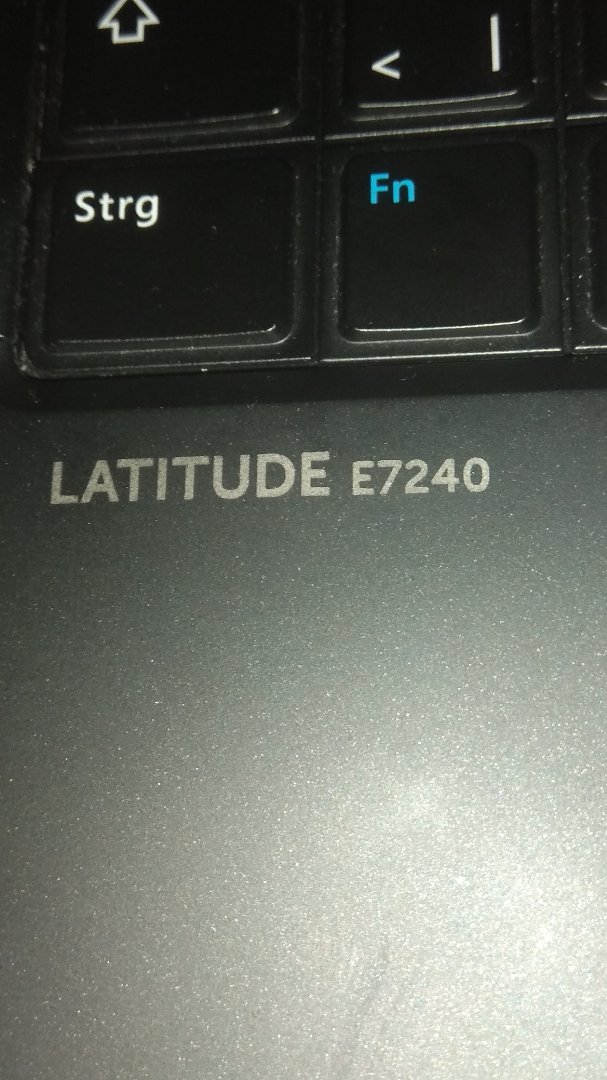 < |
Strg Fn
LATITUDE E7240